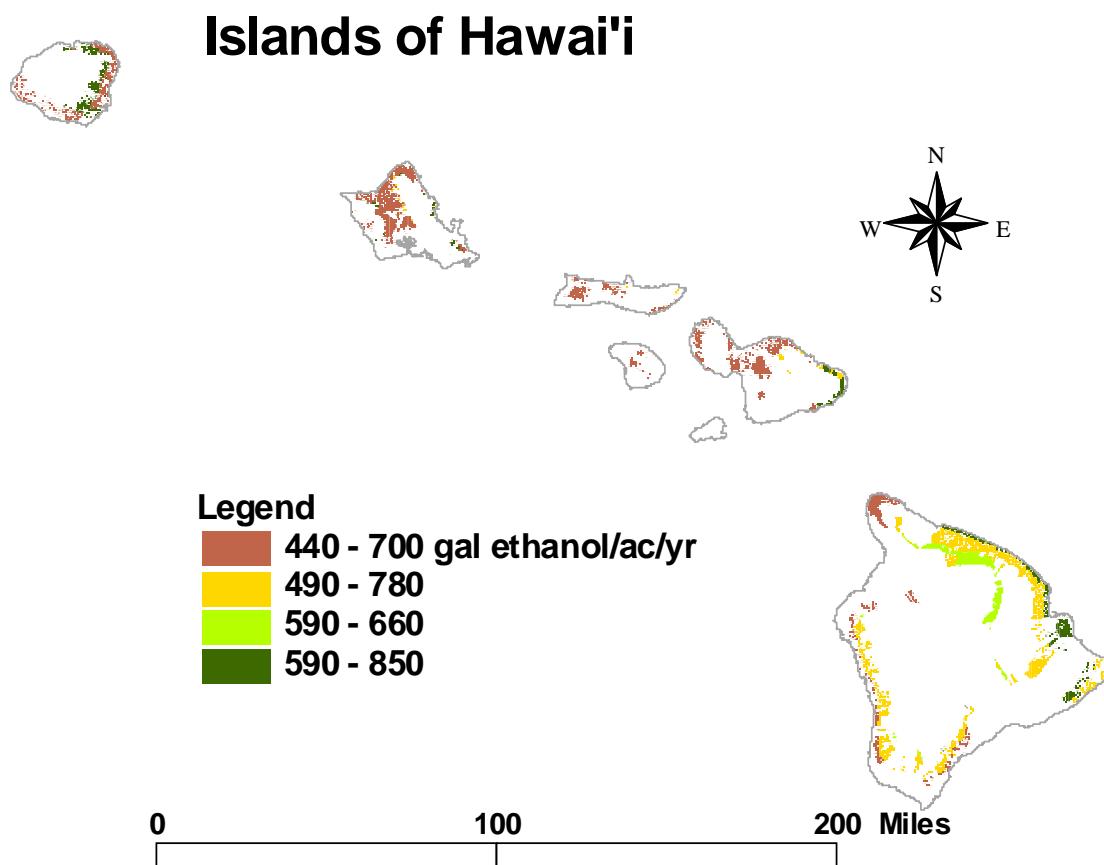 Islands of Hawai'i
N
W E
S
Legend
440 - 700 gal ethanol/ac/yr
490 - 780
590 - 660
590 - 850
0 100 200 Miles